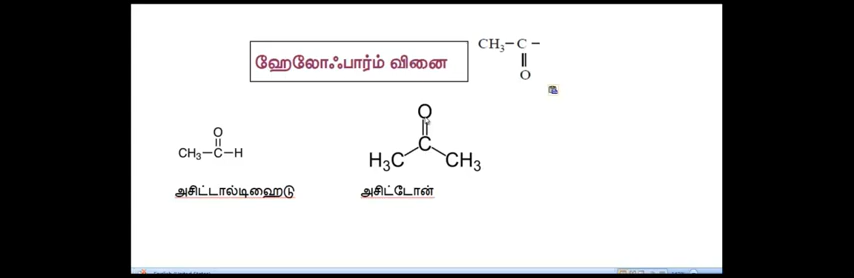 ஹேலோஃபார்ம் வினை
CH₃–C–
O
O
CH₃–C–H
அசிட்டால்டிஹைடு
O
C
H₃C CH₃
அசிட்டோன்